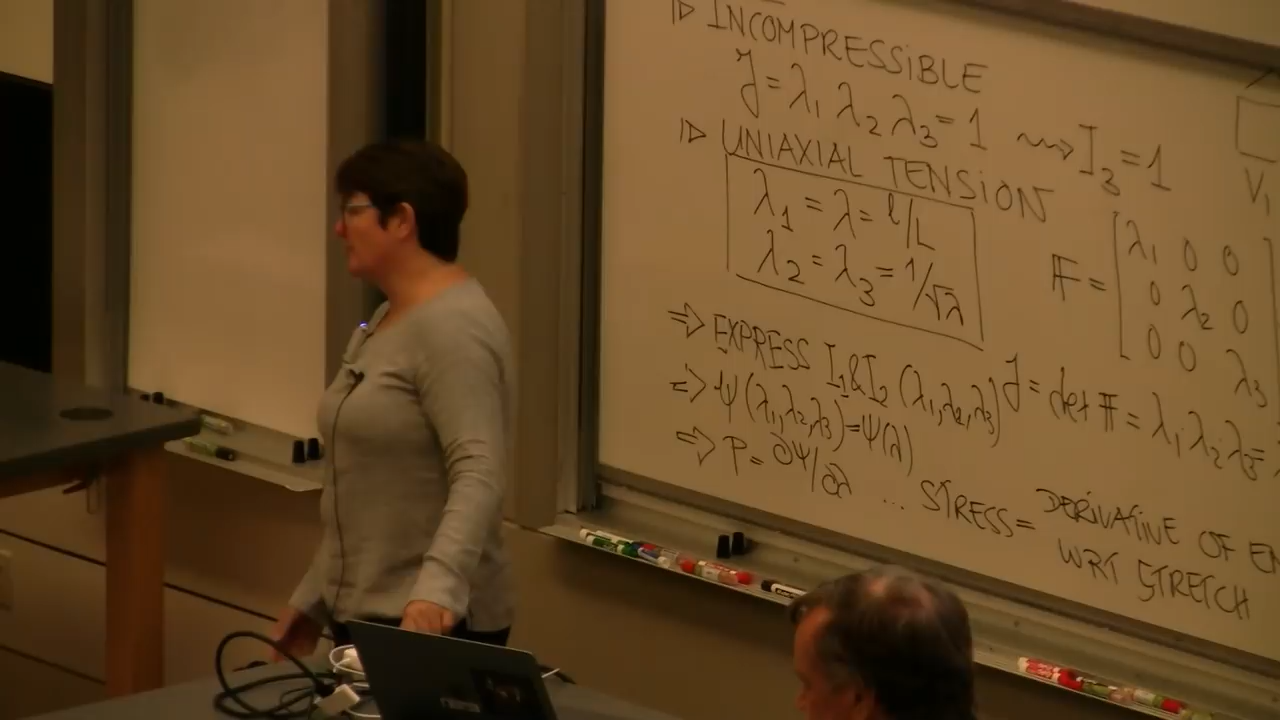 INCOMPRESSIBLE
J = λ₁ λ₂ λ₃ = 1 ⇝ I₃ = 1
V₁
UNIAXIAL TENSION
λ₁ = λ = l/L
λ₂ = λ₃ = 1/√λ
F = [λ₁ 0 0
0 λ₂ 0
0 0 λ₃
⇒ EXPRESS I₁ & I₂ (λ₁, λ₂, λ₃)
J = det F = λ₁ λ₂ λ₃ =
⇒ ψ(λ₁, λ₂, λ₃) = ψ(λ)
⇒ P = ∂ψ/∂λ ... STRESS = DERIVATIVE OF
WRT STRETCH